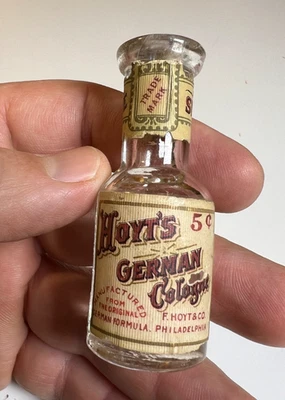 TRADE
MARK
S
HOYT'S 5¢
GERMAN
Cologne
MANUFACTURED
FROM
THE ORIGINAL
GERMAN FORMULA.
F. HOYT & CO.
PHILADELPHIA